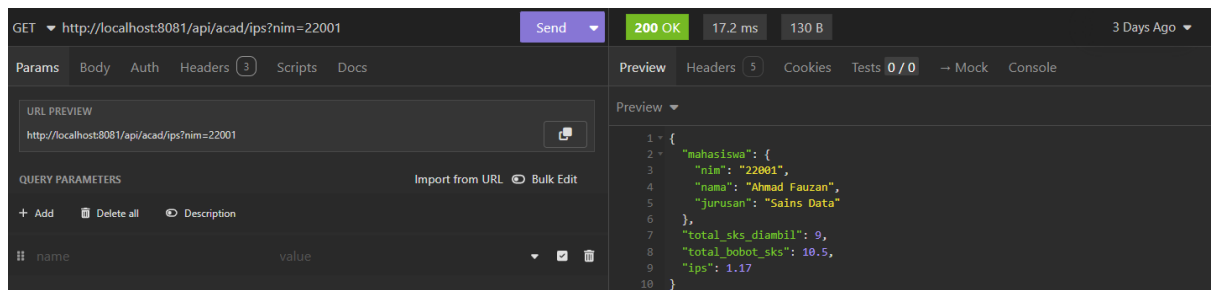 GET http://localhost:8081/api/acad/ips?nim=22001 Send
Params Body Auth Headers 3 Scripts Docs
URL PREVIEW
http://localhost:8081/api/acad/ips?nim=22001
QUERY PARAMETERS Import from URL Bulk Edit
+ Add Delete all Description
name value
200 OK 17.2 ms 130 B 3 Days Ago
Preview Headers 5 Cookies Tests 0 / 0 → Mock Console
Preview
1 {
2 "mahasiswa": {
3 "nim": "22001",
4 "nama": "Ahmad Fauzan",
5 "jurusan": "Sains Data"
6 },
7 "total_sks_diambil": 9,
8 "total_bobot_sks": 10.5,
9 "ips": 1.17
10 }